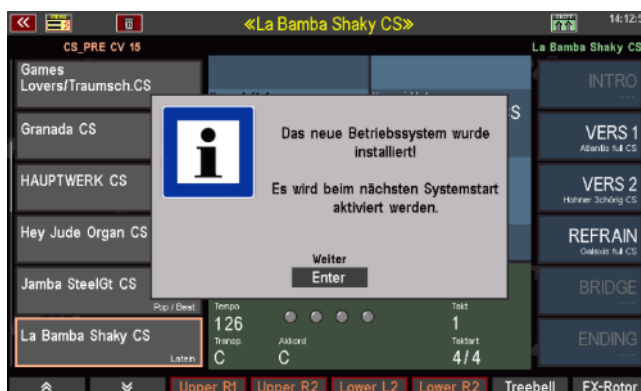 «La Bamba Shaky CS»
14:12:5
CS_PRE CV 15
La Bamba Shaky CS
Games
Lovers/Traumsch.CS
INTRO
Granada CS
S
VERS 1
Atlantis full CS
HAUPTWERK CS
VERS 2
Hohner 3chörig CS
Hey Jude Organ CS
REFRAIN
Galaxis full CS
Jamba SteelGt CS
Pop / Beat
BRIDGE
La Bamba Shaky CS
Latein
ENDING
Das neue Betriebssystem wurde
installiert!
Es wird beim nächsten Systemstart
aktiviert werden.
Weiter
Enter
Tempo
Takt
126
1
Transp.
Akkord
Taktart
C
C
4/4
Upper R1
Upper R2
Lower L2
Lower R2
Treebell
FX-Rotor